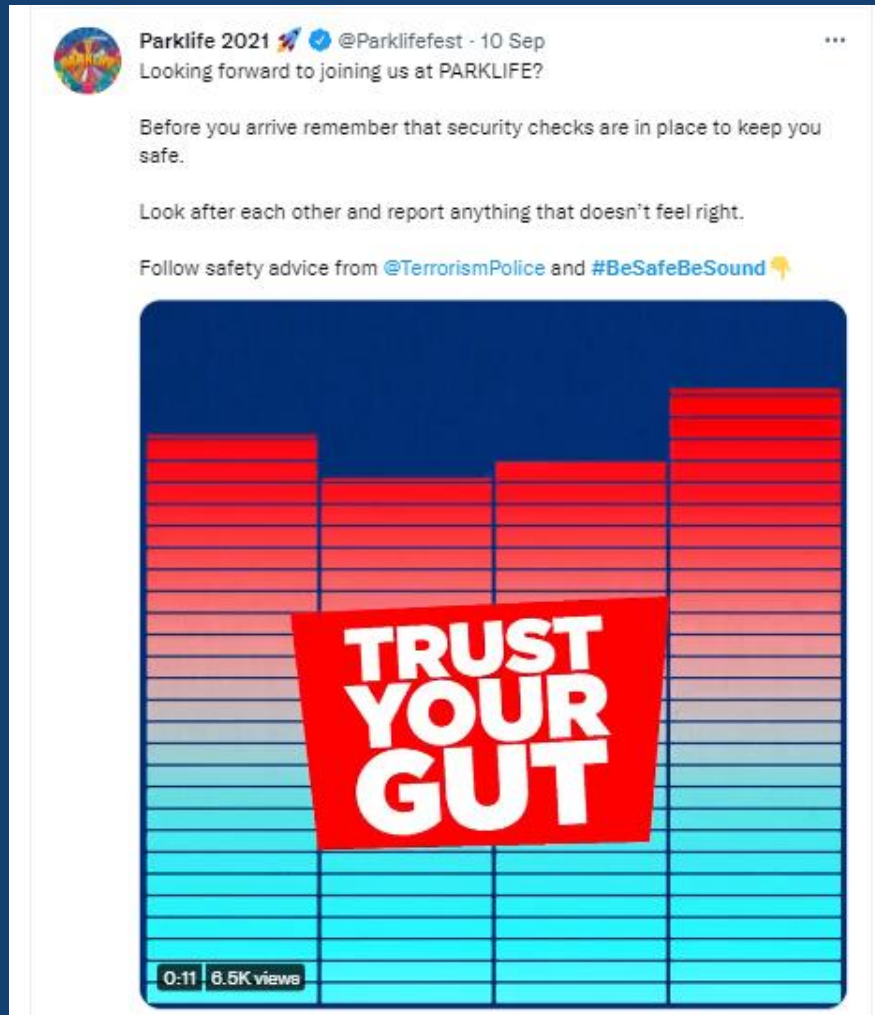 Parklife 2021 🚀 @Parklifefest · 10 Sep
Looking forward to joining us at PARKLIFE?
Before you arrive remember that security checks are in place to keep you
safe.
Look after each other and report anything that doesn't feel right.
Follow safety advice from @TerrorismPolice and #BeSafeBeSound👇
TRUST
YOUR
GUT
0:11 6.5K views